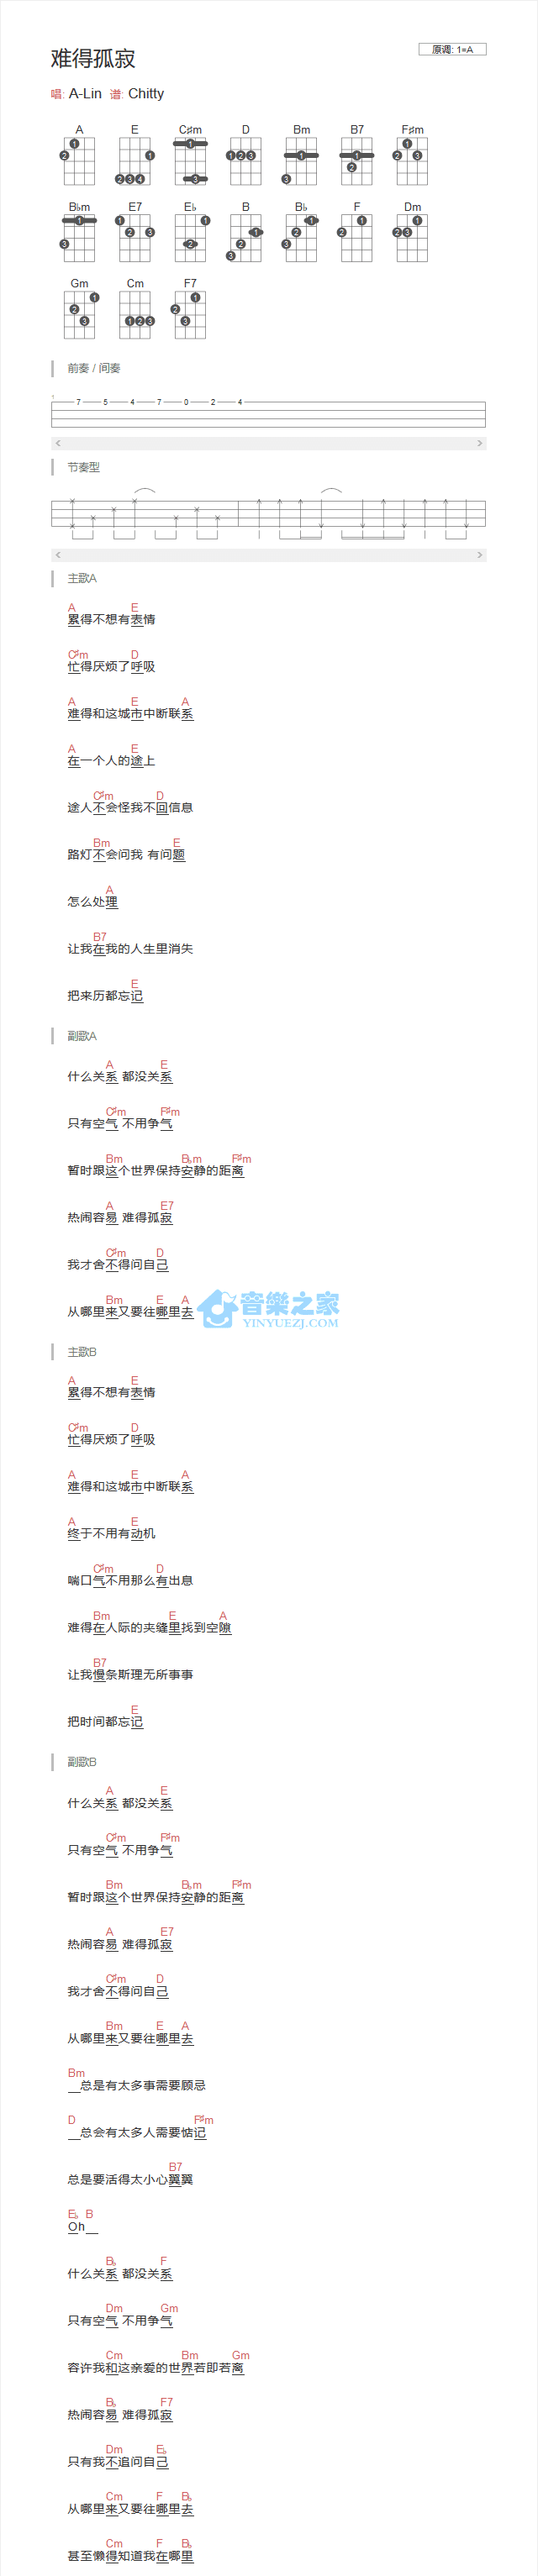 难得孤寂
原调: 1=A
唱: A-Lin 谱: Chitty
A E C♯m D Bm B7 F♯m
B♭m E7 E♭ B B♭ F Dm
Gm Cm F7
前奏 / 间奏
7 5 4 7 0 2 4
节奏型
主歌A
A E
累得不想有表情
C♯m D
忙得厌烦了呼吸
A E A
难得和这城市中断联系
A E
在一个人的途上
C♯m D
途人不会怪我不回信息
Bm E
路灯不会问我 有问题
A
怎么处理
B7
让我在我的人生里消失
E
把来历都忘记
副歌A
A E
什么关系 都没关系
C♯m F♯m
只有空气 不用争气
Bm B♭m F♯m
暂时跟这个世界保持安静的距离
A E7
热闹容易 难得孤寂
C♯m D
我才舍不得问自己
Bm E A
从哪里来又要往哪里去
音樂之家
YINYUEZJ.COM
主歌B
A E
累得不想有表情
C♯m D
忙得厌烦了呼吸
A E A
难得和这城市中断联系
A E
终于不用有动机
C♯m D
喘口气不用那么有出息
Bm E A
难得在人际的夹缝里找到空隙
B7
让我慢条斯理无所事事
E
把时间都忘记
副歌B
A E
什么关系 都没关系
C♯m F♯m
只有空气 不用争气
Bm B♭m F♯m
暂时跟这个世界保持安静的距离
A E7
热闹容易 难得孤寂
C♯m D
我才舍不得问自己
Bm E A
从哪里来又要往哪里去
Bm
总是有太多事需要顾忌
D F♯m
总会有太多人需要惦记
B7
总是要活得太小心翼翼
E♭ B
Oh
B♭ F
什么关系 都没关系
Dm Gm
只有空气 不用争气
Cm Bm Gm
容许我和这亲爱的世界若即若离
B♭ F7
热闹容易 难得孤寂
Dm E♭
只有我不追问自己
Cm F B♭
从哪里来又要往哪里去
Cm F B♭
甚至懒得知道我在哪里